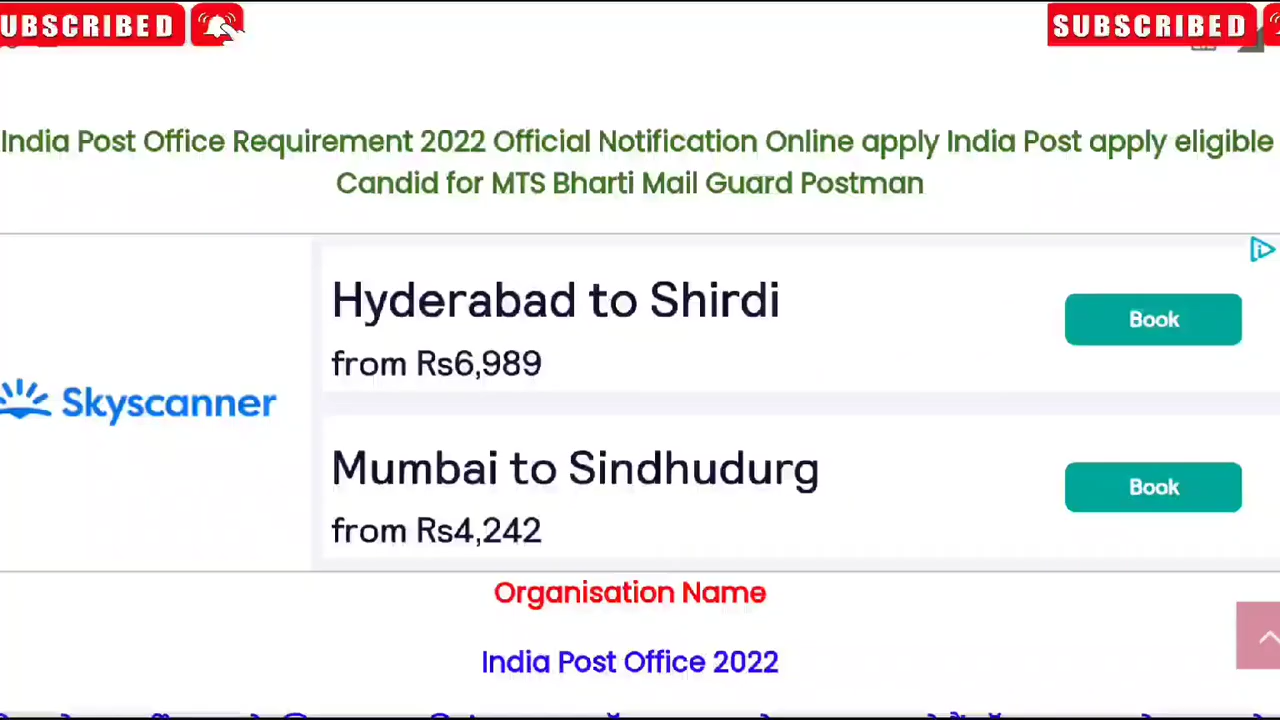 UBSCRIBED
SUBSCRIBED
India Post Office Requirement 2022 Official Notification Online apply India Post apply eligible
Candid for MTS Bharti Mail Guard Postman
Hyderabad to Shirdi
from Rs6,989
Book
Skyscanner
Mumbai to Sindhudurg
from Rs4,242
Book
Organisation Name
India Post Office 2022